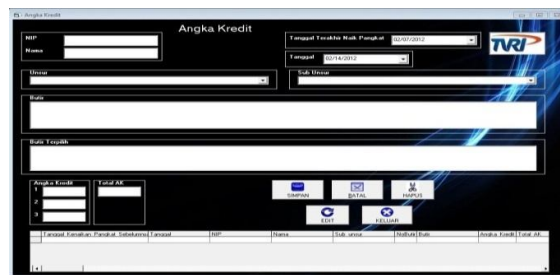 Angka Kredit
Angka Kredit
NIP
Nama
Tanggal Terakhir Naik Pangkat 02/07/2012
Tanggal 02/14/2012
TVRI
Unsur
Sub Unsur
Butir
Butir Terpilih
Angka Kredit
Total AK
1
2
3
SIMPAN
BATAL
HAPUS
EDIT
KELUAR
Tanggal Kenaikan Pangkat Sebelumnya Tanggal NIP Nama Sub unsur NoButir Butir Angka Kredit Total AK